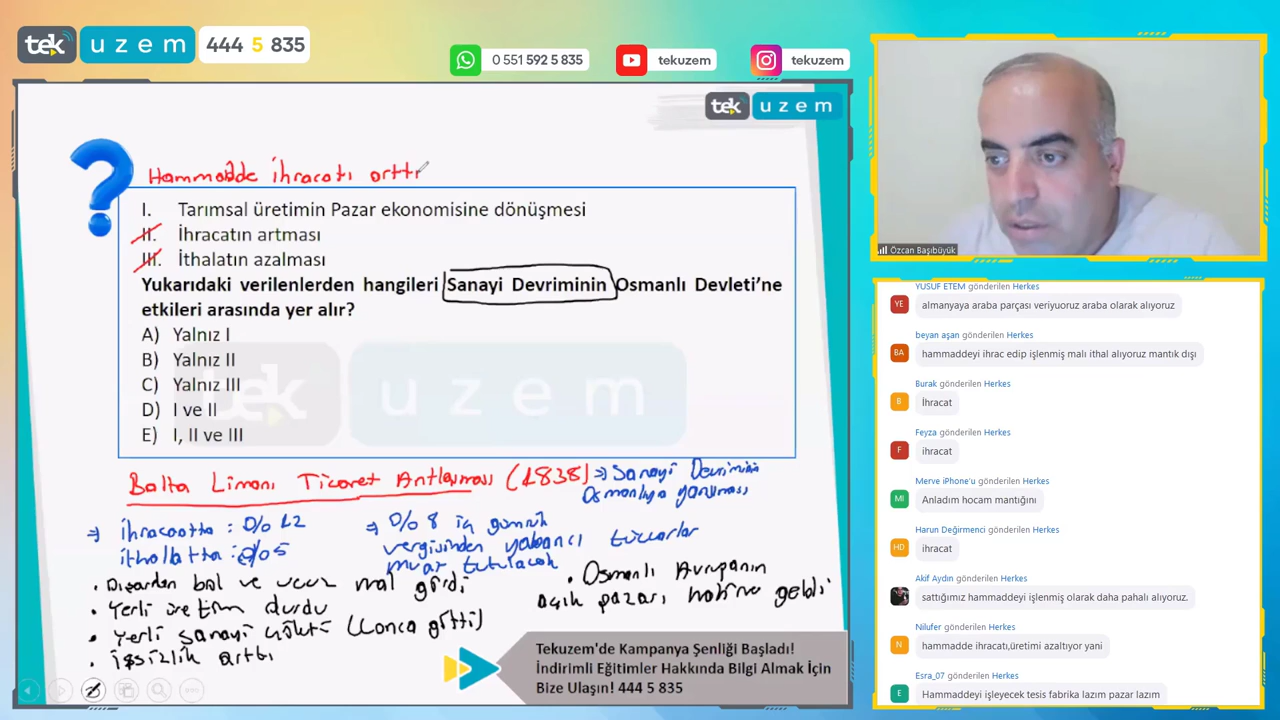 tek uzem 444 5 835
0 551 592 5 835
tekuzem
tekuzem
tek uzem
Hammadde ihracatı arttı
I. Tarımsal üretimin Pazar ekonomisine dönüşmesi
II. İhracatın artması
III. İthalatın azalması
Yukarıdaki verilenlerden hangileri Sanayi Devriminin Osmanlı Devleti’ne
etkileri arasında yer alır?
A) Yalnız I
B) Yalnız II
C) Yalnız III
D) I ve II
E) I, II ve III
tek uzem
Balta Limanı Ticaret Antlaşması (1838) ⇒ Sanayi Devriminin
Osmanlıya yansıması
⇒ İhracatta : % 12
İthalatta : % 5
⇒ % 8 iç gümrük
vergisinden yabancı tüccarlar
muaf tutulacak
• Dışardan bol ve ucuz mal girdi
• Yerli üretim durdu
• Yerli sanayi çöktü (Lonca gitti)
• İşsizlik arttı
• Osmanlı Avrupanın
açık pazarı haline geldi
Tekuzem'de Kampanya Şenliği Başladı!
İndirimli Eğitimler Hakkında Bilgi Almak İçin
Bize Ulaşın! 444 5 835
Özcan Başıbüyük
YUSUF ETEM gönderilen Herkes
YE almanyaya araba parçası veriyuoruz araba olarak alıyoruz
beyan aşan gönderilen Herkes
BA hammaddeyi ihrac edip işlenmiş malı ithal alıyoruz mantık dışı
Burak gönderilen Herkes
B İhracat
Feyza gönderilen Herkes
F ihracat
Merve iPhone'u gönderilen Herkes
MI Anladım hocam mantığını
Harun Değirmenci gönderilen Herkes
HD ihracat
Akif Aydın gönderilen Herkes
sattığımız hammaddeyi işlenmiş olarak daha pahalı alıyoruz.
Nilufer gönderilen Herkes
N hammadde ihracatı,üretimi azaltıyor yani
Esra_07 gönderilen Herkes
E Hammaddeyi işleyecek tesis fabrika lazım pazar lazım